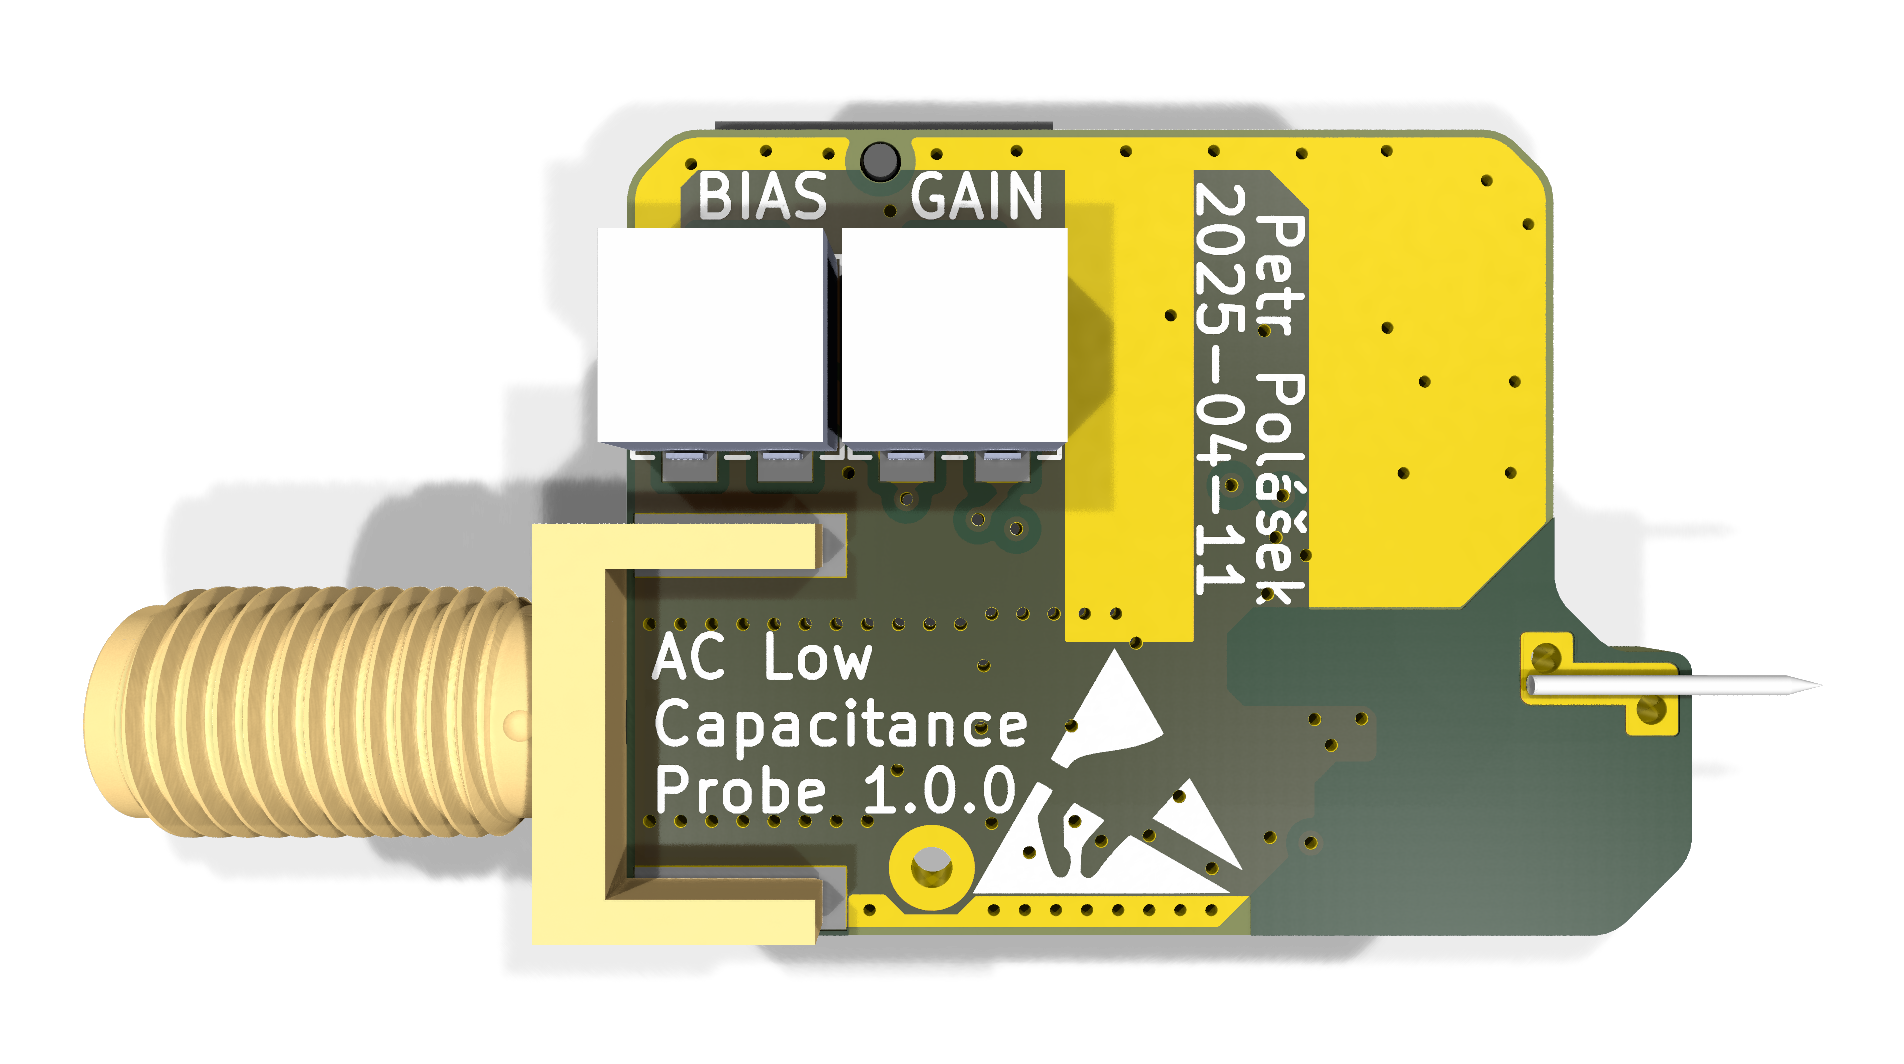 BIAS
GAIN
Petr Polášek
2025-04-11
AC Low
Capacitance
Probe 1.0.0